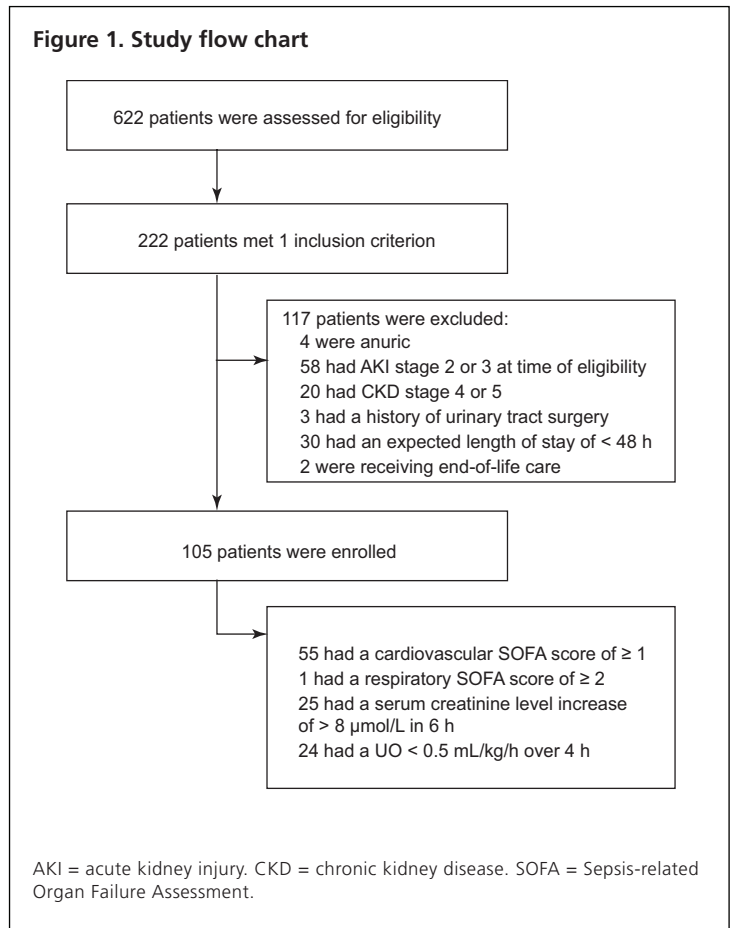 Figure 1. Study flow chart
622 patients were assessed for eligibility
222 patients met 1 inclusion criterion
117 patients were excluded:
4 were anuric
58 had AKI stage 2 or 3 at time of eligibility
20 had CKD stage 4 or 5
3 had a history of urinary tract surgery
30 had an expected length of stay of < 48 h
2 were receiving end-of-life care
105 patients were enrolled
55 had a cardiovascular SOFA score of ≥ 1
1 had a respiratory SOFA score of ≥ 2
25 had a serum creatinine level increase
of > 8 μmol/L in 6 h
24 had a UO < 0.5 mL/kg/h over 4 h
AKI = acute kidney injury. CKD = chronic kidney disease. SOFA = Sepsis-related
Organ Failure Assessment.